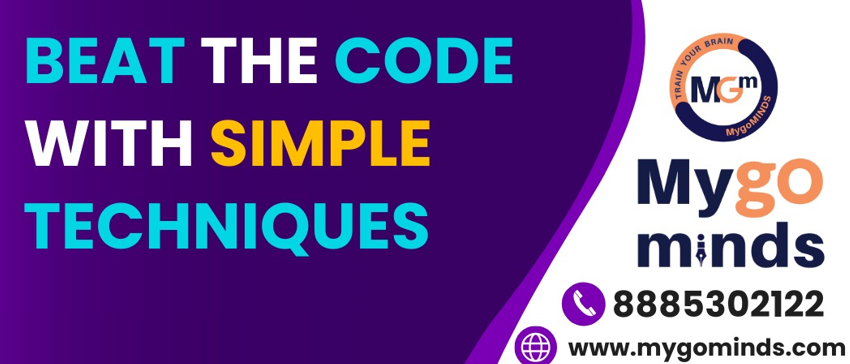 BEAT THE CODE
WITH SIMPLE
TECHNIQUES
TRAIN YOUR BRAIN
MGm
MygoMINDS
Mygo
minds
8885302122
www.mygominds.com